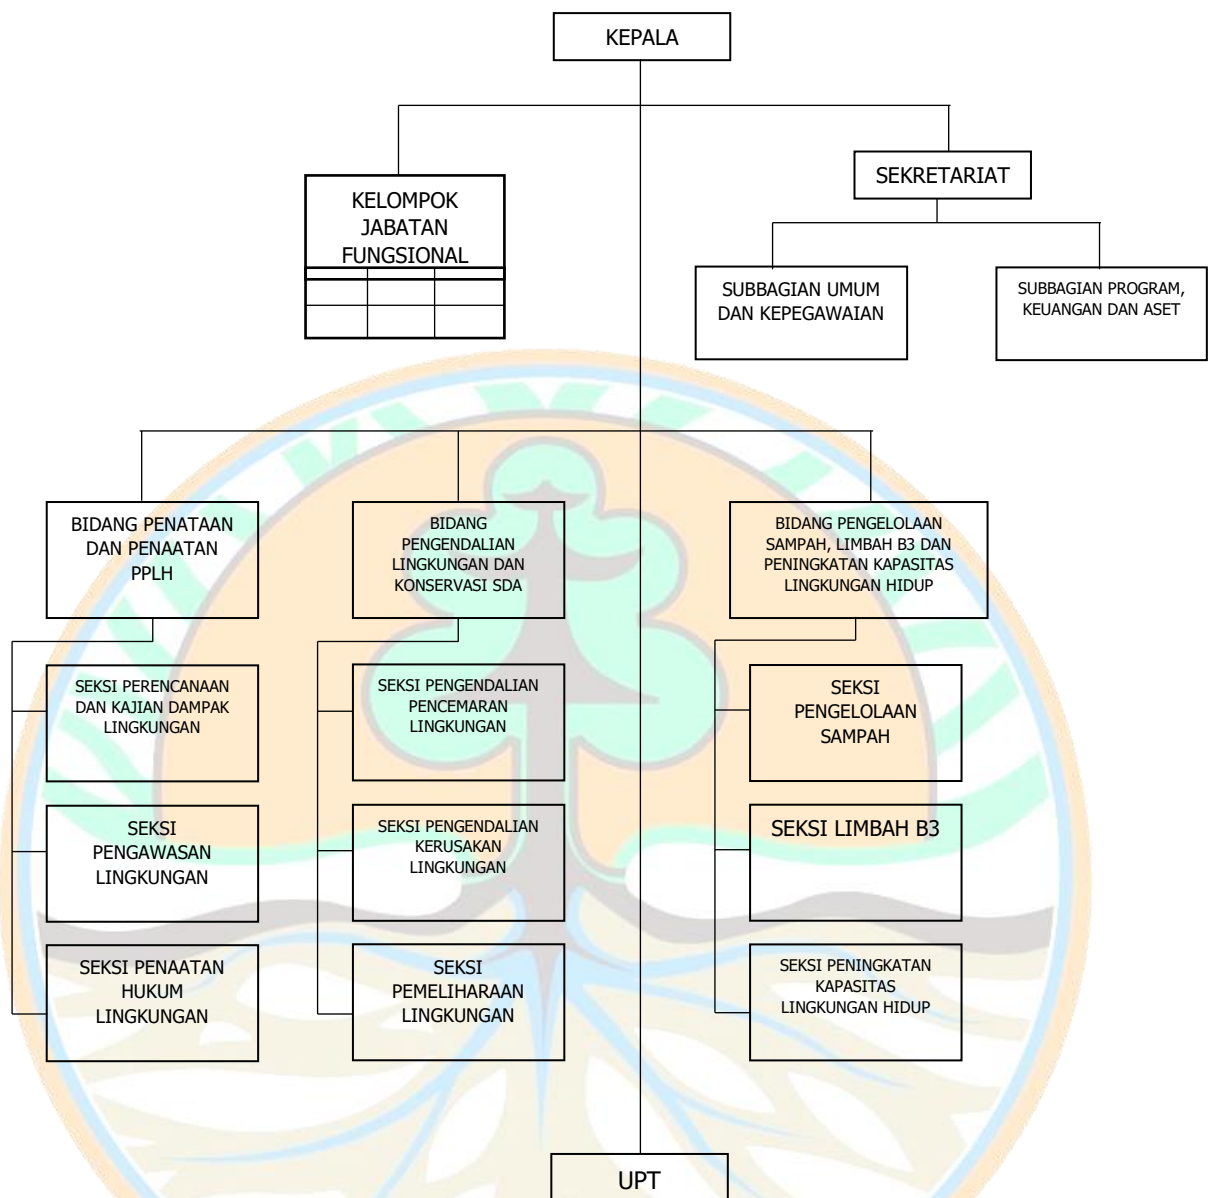 KEPALA
SEKRETARIAT
KELOMPOK
JABATAN
FUNGSIONAL
SUBBAGIAN UMUM
DAN KEPEGAWAIAN
SUBBAGIAN PROGRAM,
KEUANGAN DAN ASET
BIDANG PENATAAN
DAN PENAATAN
PPLH
BIDANG
PENGENDALIAN
LINGKUNGAN DAN
KONSERVASI SDA
BIDANG PENGELOLAAN
SAMPAH, LIMBAH B3 DAN
PENINGKATAN KAPASITAS
LINGKUNGAN HIDUP
SEKSI PERENCANAAN
DAN KAJIAN DAMPAK
LINGKUNGAN
SEKSI PENGENDALIAN
PENCEMARAN
LINGKUNGAN
SEKSI
PENGELOLAAN
SAMPAH
SEKSI
PENGAWASAN
LINGKUNGAN
SEKSI PENGENDALIAN
KERUSAKAN
LINGKUNGAN
SEKSI LIMBAH B3
SEKSI PENAATAN
HUKUM
LINGKUNGAN
SEKSI
PEMELIHARAAN
LINGKUNGAN
SEKSI PENINGKATAN
KAPASITAS
LINGKUNGAN HIDUP
UPT